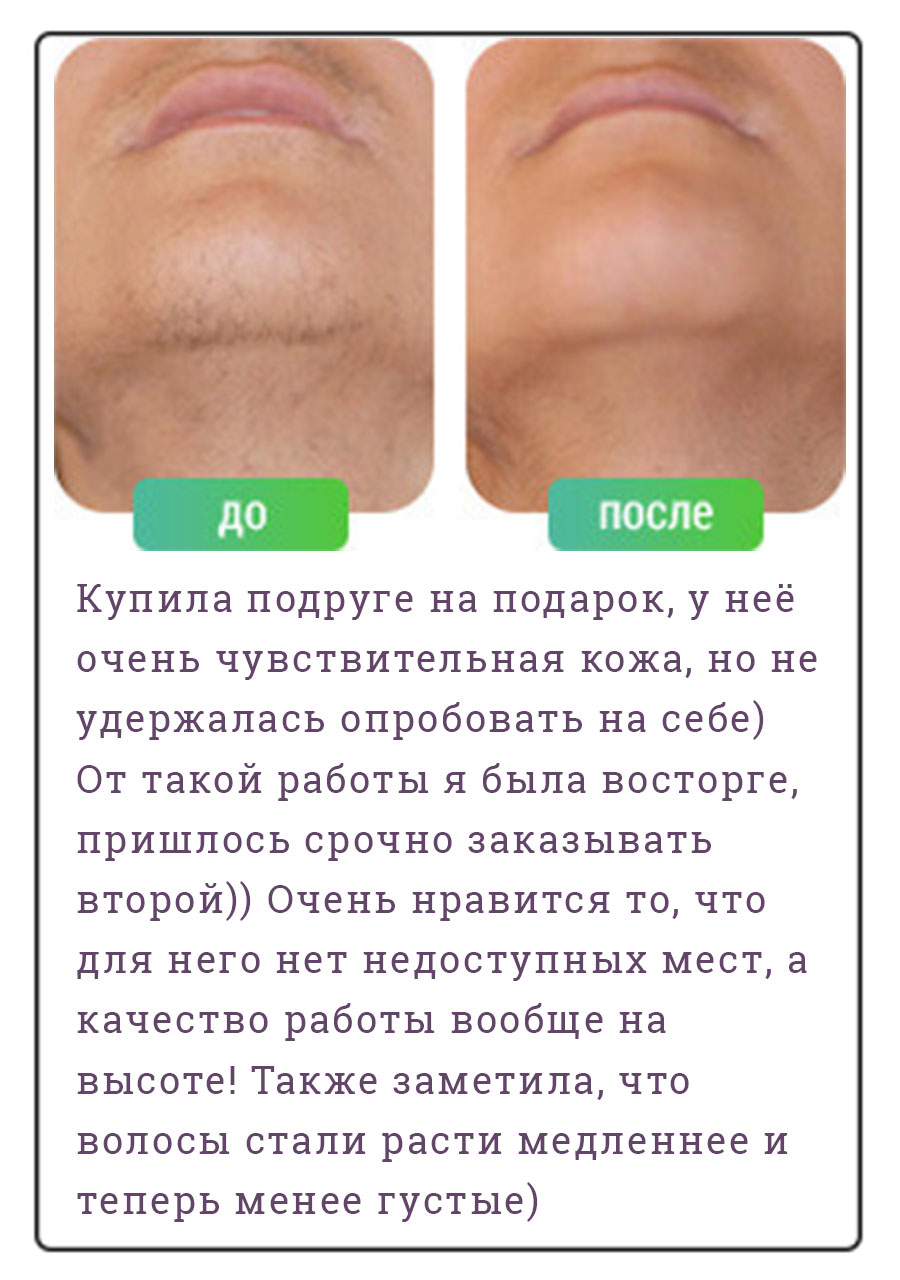 до
после
Купила подруге на подарок, у неё
очень чувствительная кожа, но не
удержалась опробовать на себе)
От такой работы я была восторге,
пришлось срочно заказывать
второй)) Очень нравится то, что
для него нет недоступных мест, а
качество работы вообще на
высоте! Также заметила, что
волосы стали расти медленнее и
теперь менее густые)